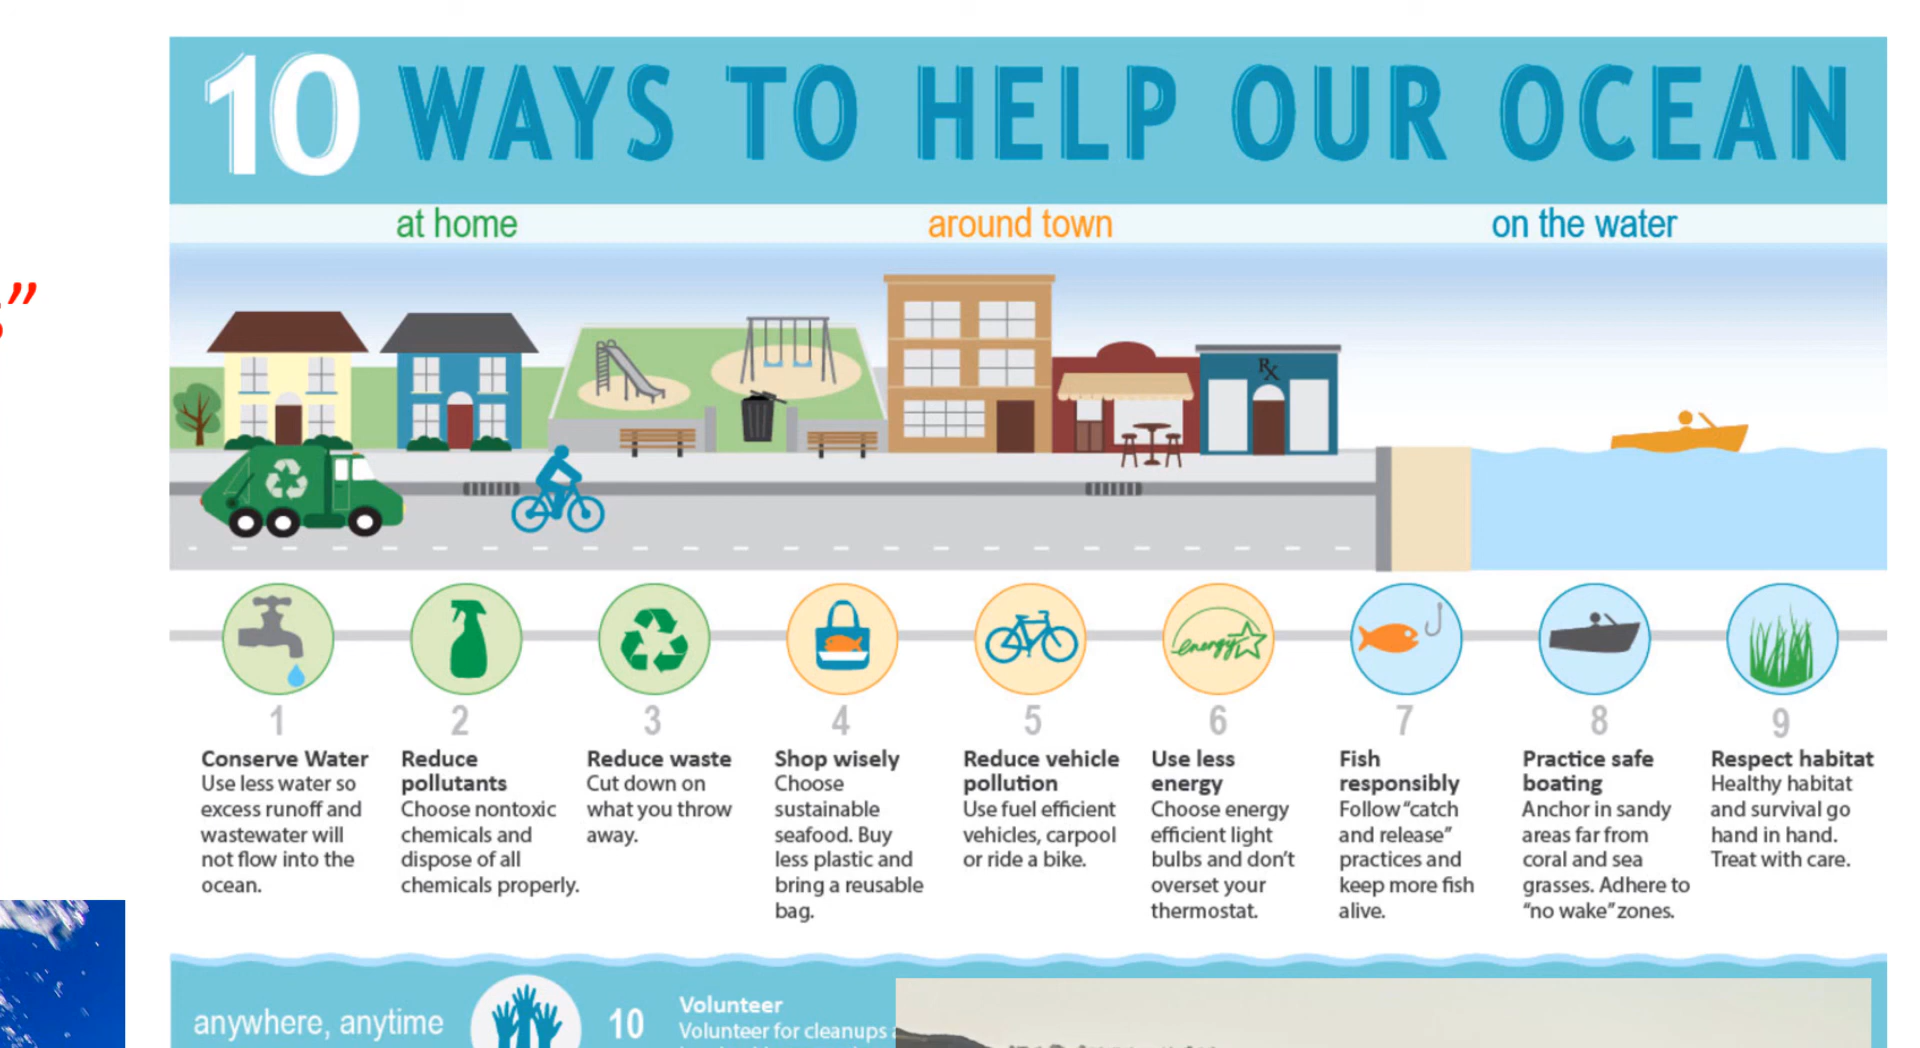 10 WAYS TO HELP OUR OCEAN
at home
around town
on the water
”
Rx
energy
1
Conserve Water
Use less water so
excess runoff and
wastewater will
not flow into the
ocean.
2
Reduce
pollutants
Choose nontoxic
chemicals and
dispose of all
chemicals properly.
3
Reduce waste
Cut down on
what you throw
away.
4
Shop wisely
Choose
sustainable
seafood. Buy
less plastic and
bring a reusable
bag.
5
Reduce vehicle
pollution
Use fuel efficient
vehicles, carpool
or ride a bike.
6
Use less
energy
Choose energy
efficient light
bulbs and don’t
overset your
thermostat.
7
Fish
responsibly
Follow “catch
and release”
practices and
keep more fish
alive.
8
Practice safe
boating
Anchor in sandy
areas far from
coral and sea
grasses. Adhere to
“no wake” zones.
9
Respect habitat
Healthy habitat
and survival go
hand in hand.
Treat with care.
anywhere, anytime
10
Volunteer
Volunteer for cleanups